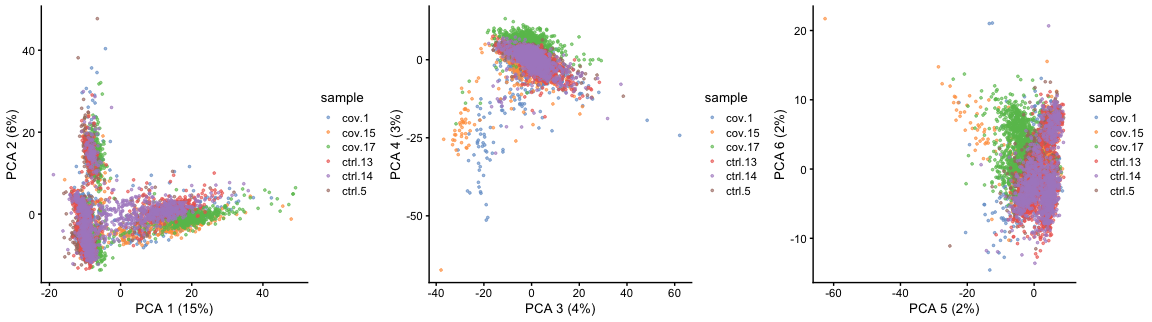 PCA 2 (6%)
40
20
0
-20
0
20
40
PCA 1 (15%)
sample
cov.1
cov.15
cov.17
ctrl.13
ctrl.14
ctrl.5
PCA 4 (3%)
0
-25
-50
-40
-20
0
20
40
60
PCA 3 (4%)
sample
cov.1
cov.15
cov.17
ctrl.13
ctrl.14
ctrl.5
PCA 6 (2%)
20
10
0
-10
-60
-40
-20
0
PCA 5 (2%)
sample
cov.1
cov.15
cov.17
ctrl.13
ctrl.14
ctrl.5